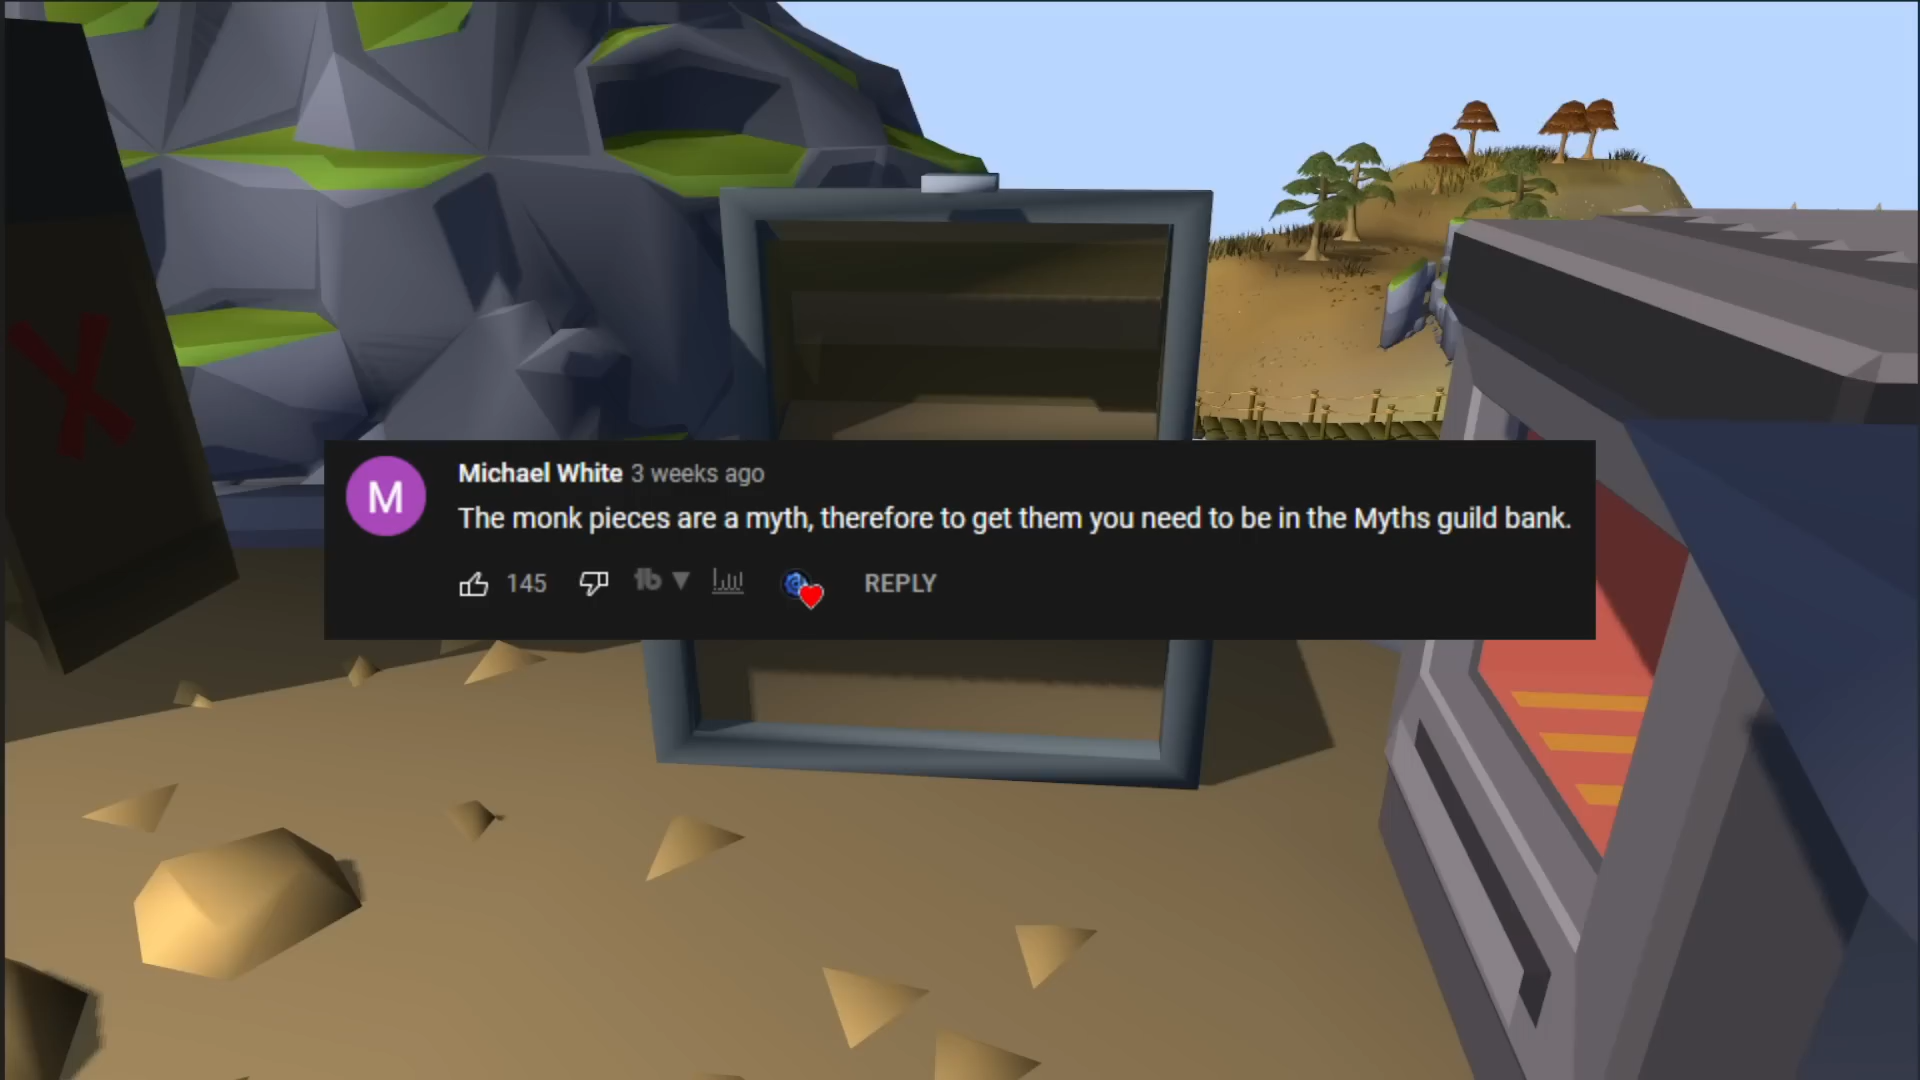 M
Michael White 3 weeks ago
The monk pieces are a myth, therefore to get them you need to be in the Myths guild bank.
145
REPLY
X